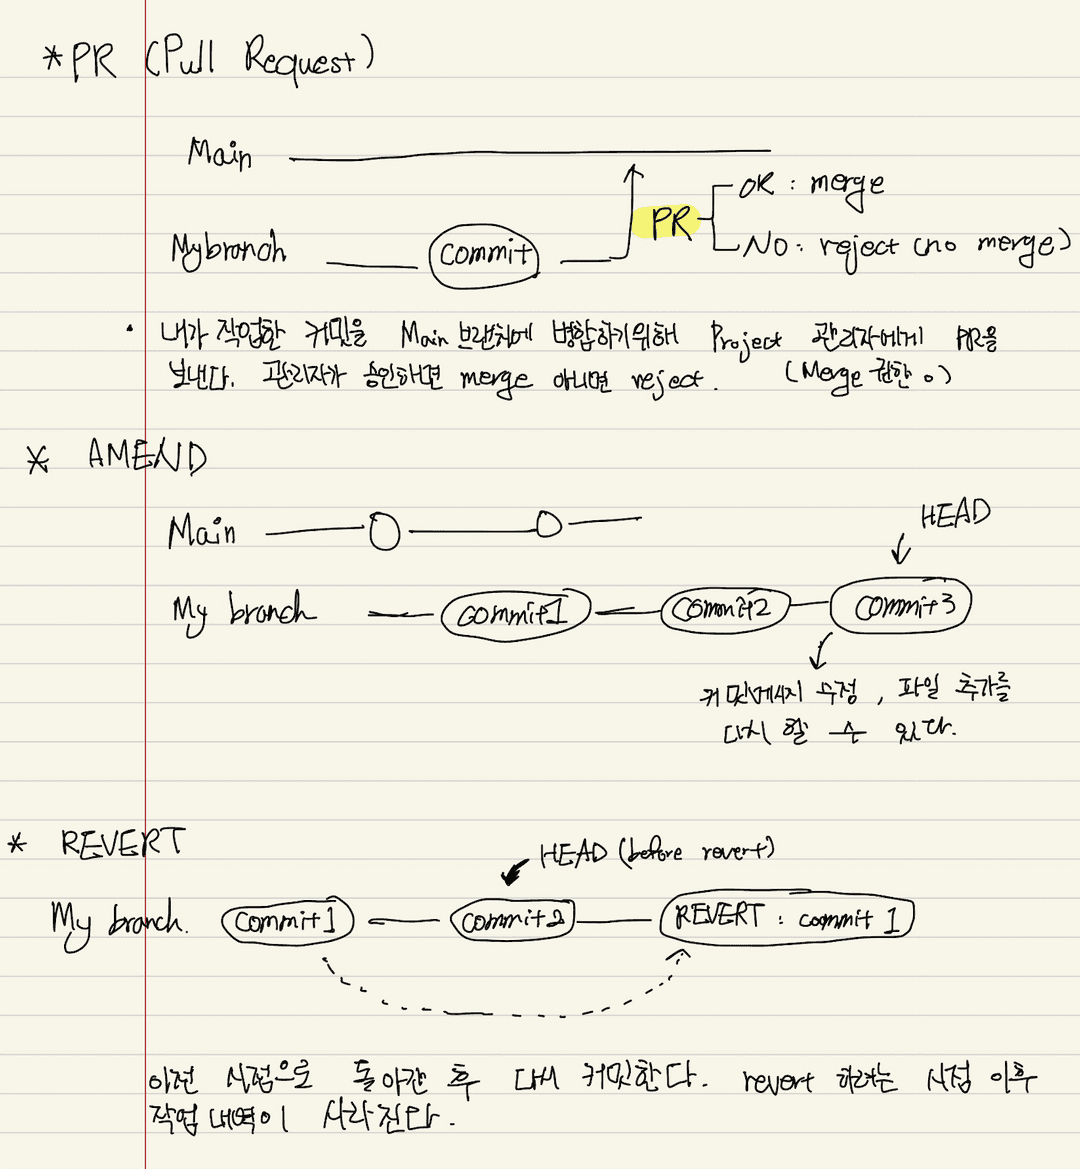 *PR (Pull Request)
Main
OK : merge
PR
Mybranch
commit
NO : reject (no merge)
• 내가 작업한 커밋을 Main 브랜치에 병합하기위해 Project 관리자에게 PR을
보낸다. 관리자가 승인하면 merge 아니면 reject. (Merge 권한 o)
* AMEND
HEAD
Main
My branch
commit1
commit2
commit3
커밋메세지 수정, 파일 추가를
다시 할 수 있다.
* REVERT
HEAD (before revert)
My branch.
commit1
commit2
REVERT : commit 1
이전 시점으로 돌아간 후 다시 커밋한다. revert 하려는 시점 이후
작업 내역이 사라진다.